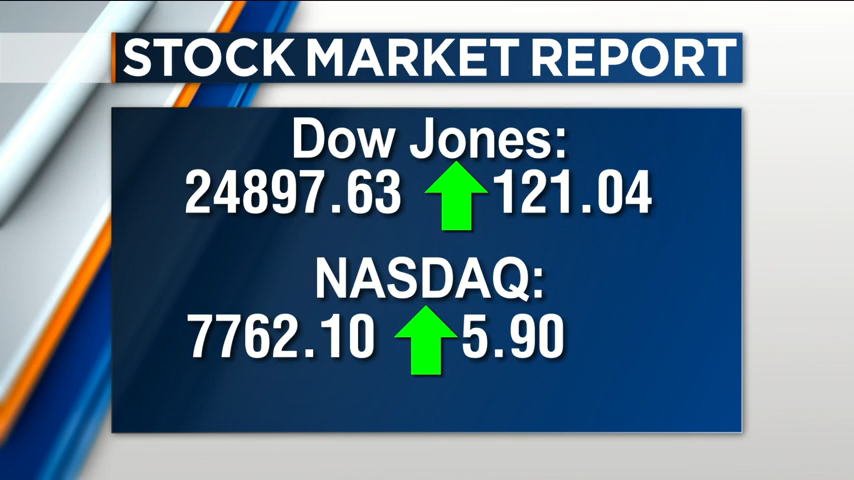 STOCK MARKET REPORT
Dow Jones:
24897.63 121.04
NASDAQ:
7762.10 5.90